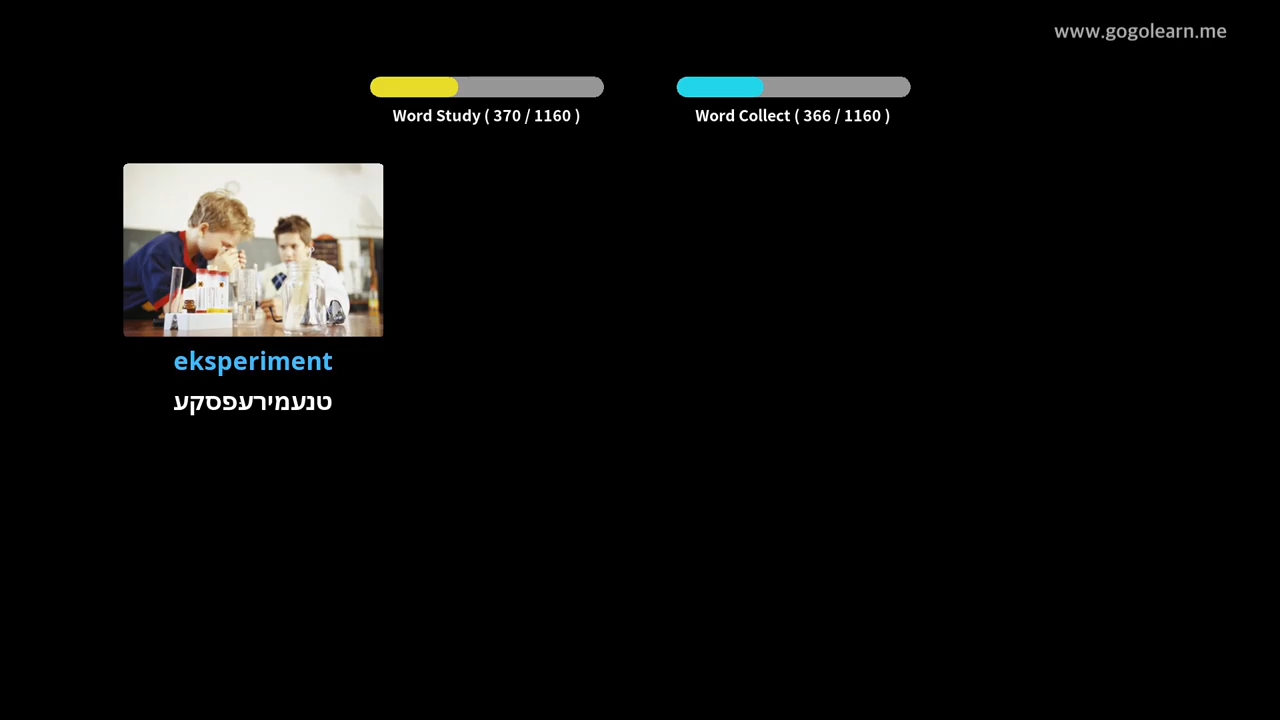 www.gogolearn.me
Word Study ( 370 / 1160 )
Word Collect ( 366 / 1160 )
eksperiment
טנעמירעפסקע